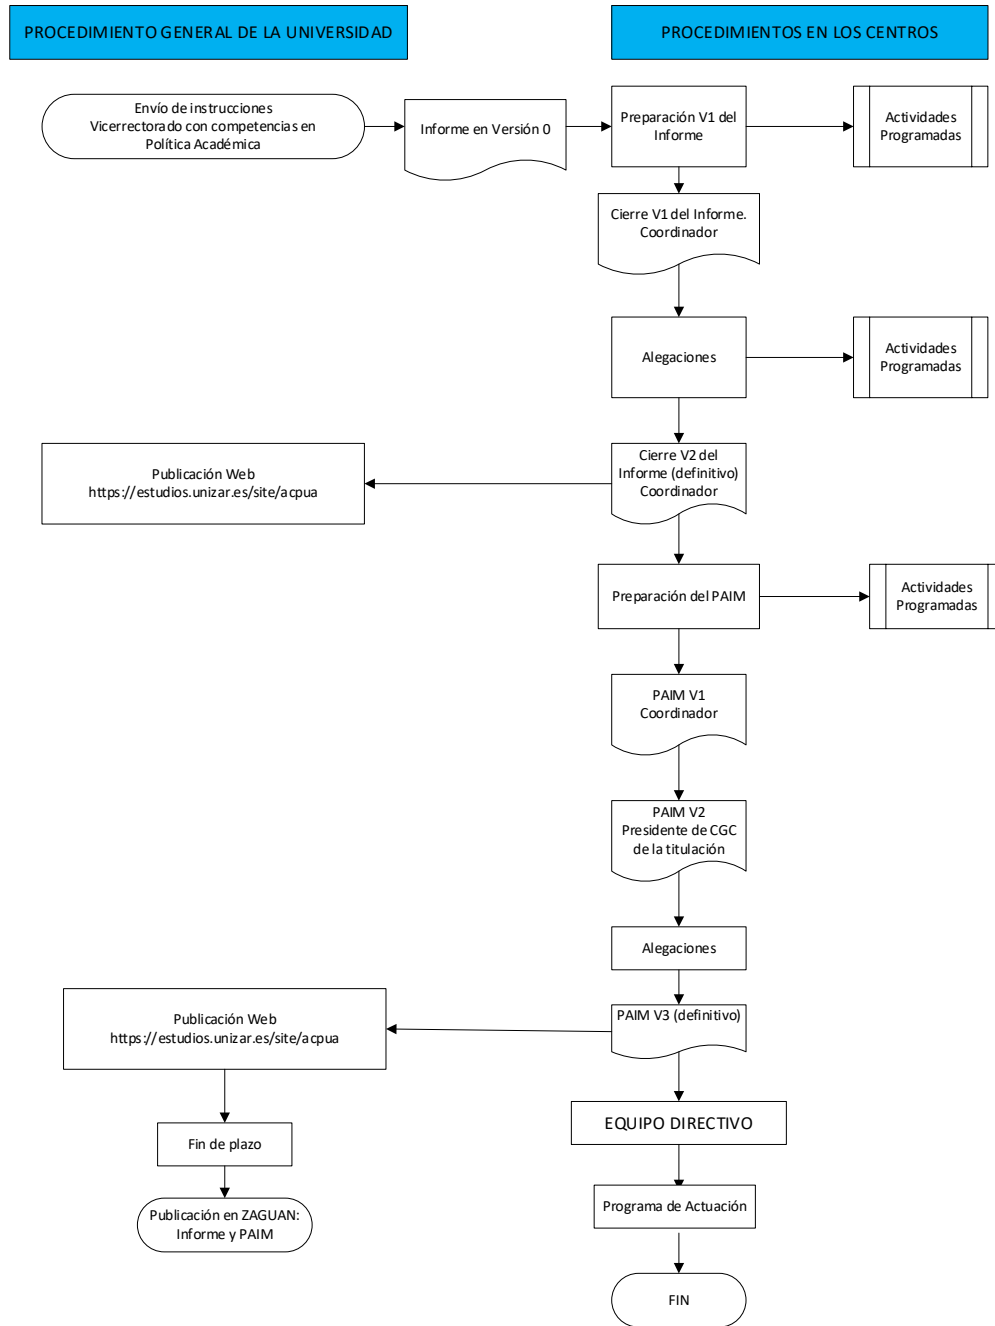 PROCEDIMIENTO GENERAL DE LA UNIVERSIDAD
PROCEDIMIENTOS EN LOS CENTROS
Envío de instrucciones
Vicerrectorado con competencias en
Política Académica
Informe en Versión 0
Preparación V1 del
Informe
Actividades
Programadas
Cierre V1 del Informe.
Coordinador
Alegaciones
Actividades
Programadas
Cierre V2 del
Informe (definitivo)
Coordinador
Publicación Web
https://estudios.unizar.es/site/acpua
Preparación del PAIM
Actividades
Programadas
PAIM V1
Coordinador
PAIM V2
Presidente de CGC
de la titulación
Alegaciones
PAIM V3 (definitivo)
Publicación Web
https://estudios.unizar.es/site/acpua
EQUIPO DIRECTIVO
Fin de plazo
Programa de Actuación
Publicación en ZAGUAN:
Informe y PAIM
FIN